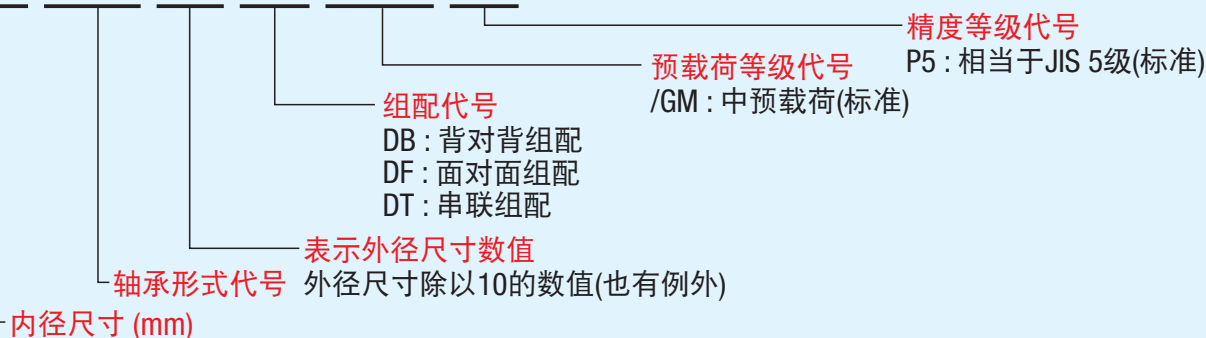 精度等级代号
P5 : 相当于JIS 5级(标准)
预载荷等级代号
/GM : 中预载荷(标准)
组配代号
DB : 背对背组配
DF : 面对面组配
DT : 串联组配
表示外径尺寸数值
外径尺寸除以10的数值(也有例外)
轴承形式代号
内径尺寸 (mm)